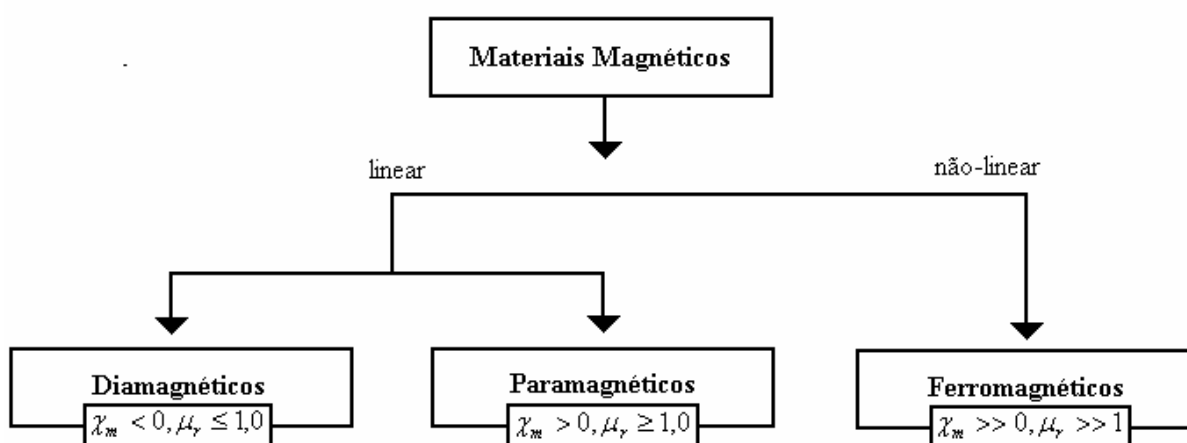 Materiais Magnéticos
linear
não-linear
Diamagnéticos
χₘ < 0, μᵣ ≤ 1,0
Paramagnéticos
χₘ > 0, μᵣ ≥ 1,0
Ferromagnéticos
χₘ >> 0, μᵣ >> 1